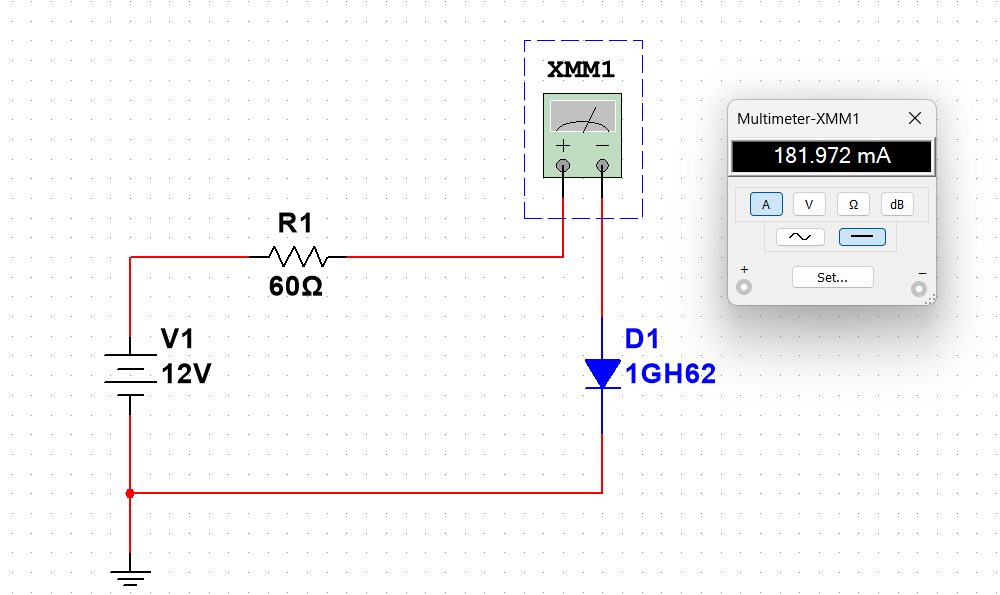 XMM1
+ −
R1
60Ω
V1
12V
D1
1GH62
Multimeter-XMM1
181.972 mA
A V Ω dB
+ −
Set...